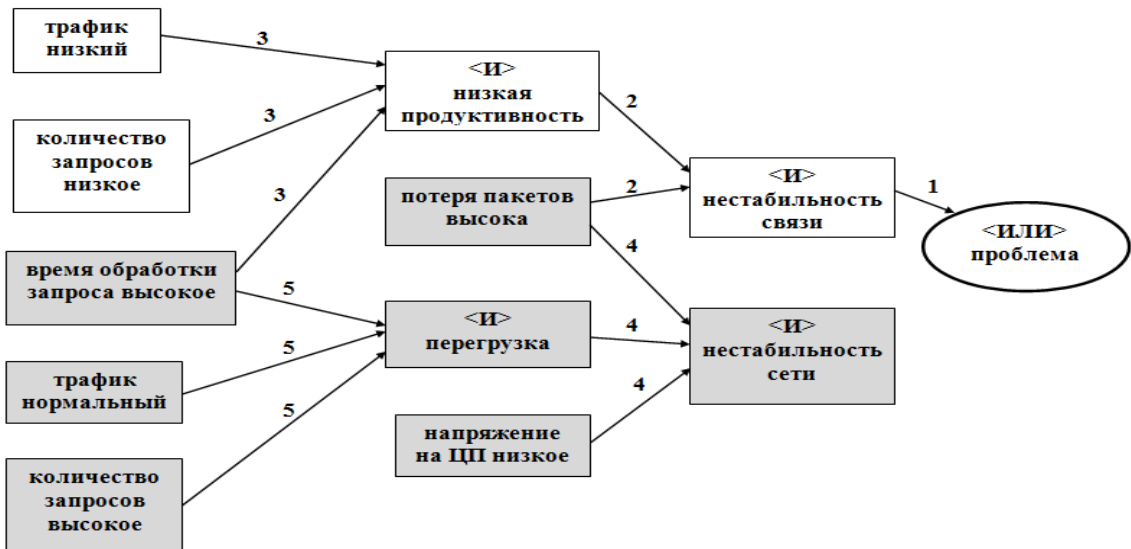 трафик
низкий
3
<И>
низкая
продуктивность
2
количество
запросов
низкое
3
3
потеря пакетов
высока
2
4
<И>
нестабильность
связи
1
<ИЛИ>
проблема
время обработки
запроса высокое
5
<И>
перегрузка
4
<И>
нестабильность
сети
трафик
нормальный
5
5
напряжение
на ЦП низкое
4
количество
запросов
высокое